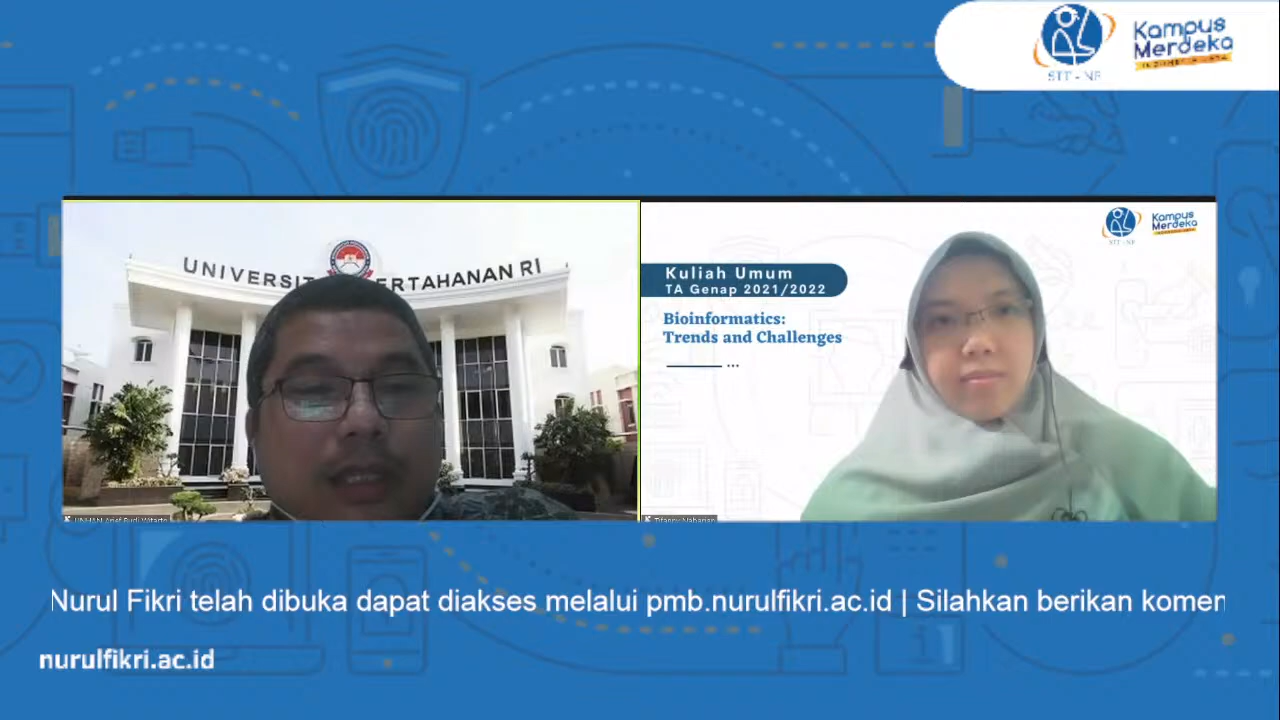 STT - NF
Kampus
Merdeka
INDONESIA JAYA
UNIVERSIT ERTAHANAN RI
STT - NF
Kampus
Merdeka
Kuliah Umum
TA Genap 2021/2022
Bioinformatics:
Trends and Challenges
...
Nurul Fikri telah dibuka dapat diakses melalui pmb.nurulfikri.ac.id | Silahkan berikan komen
nurulfikri.ac.id